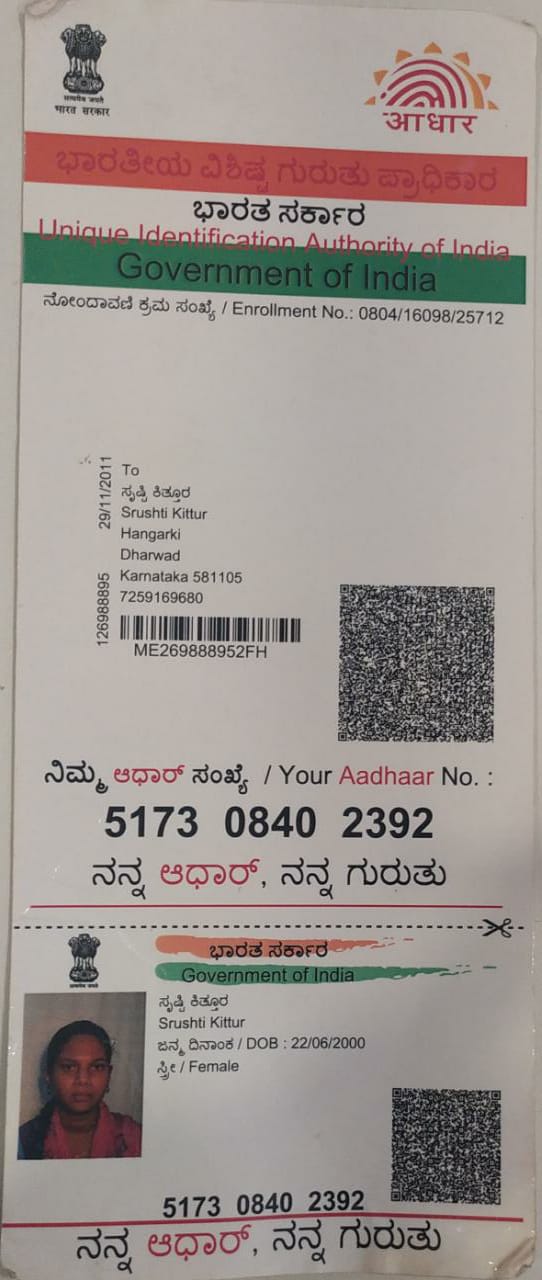 सत्यमेव जयते
भारत सरकार
आधार
ಭಾರತೀಯ ವಿಶಿಷ್ಟ ಗುರುತು ಪ್ರಾಧಿಕಾರ
ಭಾರತ ಸರ್ಕಾರ
Unique Identification Authority of India
Government of India
ನೋಂದಾವಣಿ ಕ್ರಮ ಸಂಖ್ಯೆ / Enrollment No.: 0804/16098/25712
29/11/2011
126988895
To
ಸೃಷ್ಟಿ ಕಿತ್ತೂರ
Srushti Kittur
Hangarki
Dharwad
Karnataka 581105
7259169680
ME269888952FH
ನಿಮ್ಮ ಆಧಾರ್ ಸಂಖ್ಯೆ / Your Aadhaar No. :
5173 0840 2392
ನನ್ನ ಆಧಾರ್, ನನ್ನ ಗುರುತು
ಭಾರತ ಸರ್ಕಾರ
Government of India
ಸೃಷ್ಟಿ ಕಿತ್ತೂರ
Srushti Kittur
ಜನ್ಮ ದಿನಾಂಕ / DOB : 22/06/2000
ಸ್ತ್ರೀ / Female
5173 0840 2392
ನನ್ನ ಆಧಾರ್, ನನ್ನ ಗುರುತು